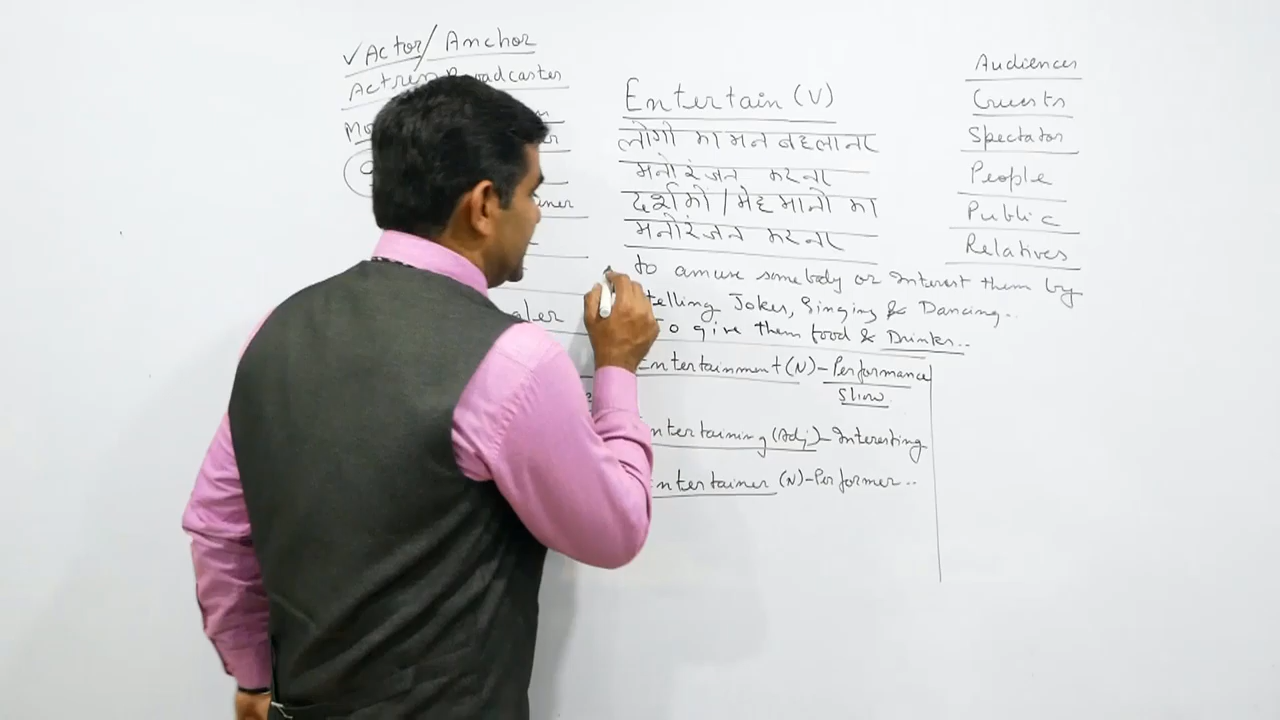 ✓Actor/Anchor
Actress Broadcaster
Entertain (V)
लोगों का मन बहलाना
मनोरंजन करना
दर्शकों/मेहमानों का
मनोरंजन करना
to amuse somebody or interest them by
telling Jokes, Singing & Dancing..
To give them food & Drinks..
Entertainment (N)-Performance
Show
Entertaining (Adj)-Interesting
Entertainer (N)-Performer..
Audiences
Guests
Spectator
People
Public
Relatives